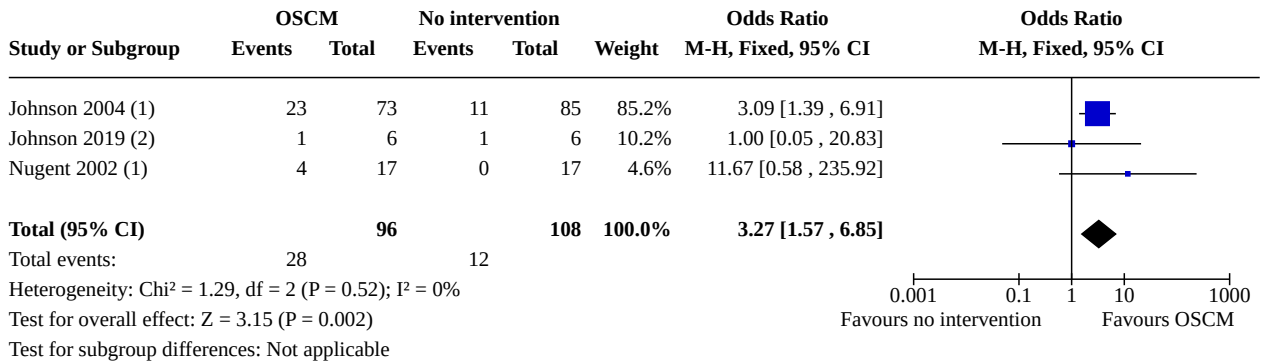 OSCM No intervention Odds Ratio Odds Ratio
Study or Subgroup Events Total Events Total Weight M-H, Fixed, 95% CI M-H, Fixed, 95% CI
Johnson 2004 (1) 23 73 11 85 85.2% 3.09 [1.39 , 6.91]
Johnson 2019 (2) 1 6 1 6 10.2% 1.00 [0.05 , 20.83]
Nugent 2002 (1) 4 17 0 17 4.6% 11.67 [0.58 , 235.92]
Total (95% CI) 96 108 100.0% 3.27 [1.57 , 6.85]
Total events: 28 12
Heterogeneity: Chi² = 1.29, df = 2 (P = 0.52); I² = 0%
0.001 0.1 1 10 1000
Test for overall effect: Z = 3.15 (P = 0.002)
Favours no intervention Favours OSCM
Test for subgroup differences: Not applicable